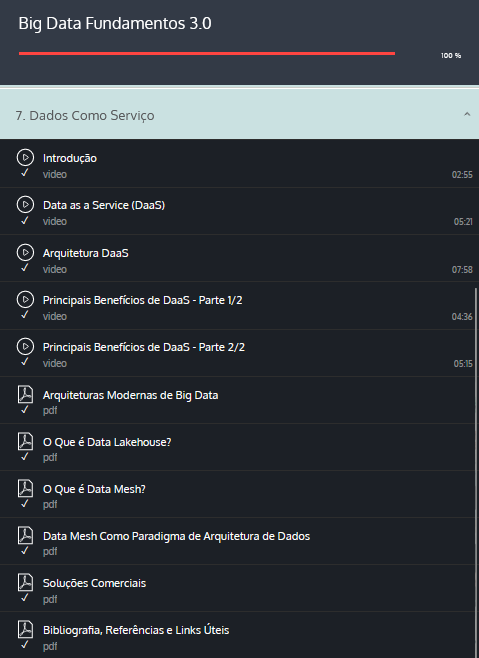 Big Data Fundamentos 3.0
100 %
7. Dados Como Serviço
Introdução
video
02:55
Data as a Service (DaaS)
video
05:21
Arquitetura DaaS
video
07:58
Principais Benefícios de DaaS - Parte 1/2
video
04:36
Principais Benefícios de DaaS - Parte 2/2
video
05:15
Arquiteturas Modernas de Big Data
pdf
O Que é Data Lakehouse?
pdf
O Que é Data Mesh?
pdf
Data Mesh Como Paradigma de Arquitetura de Dados
pdf
Soluções Comerciais
pdf
Bibliografia, Referências e Links Úteis
pdf